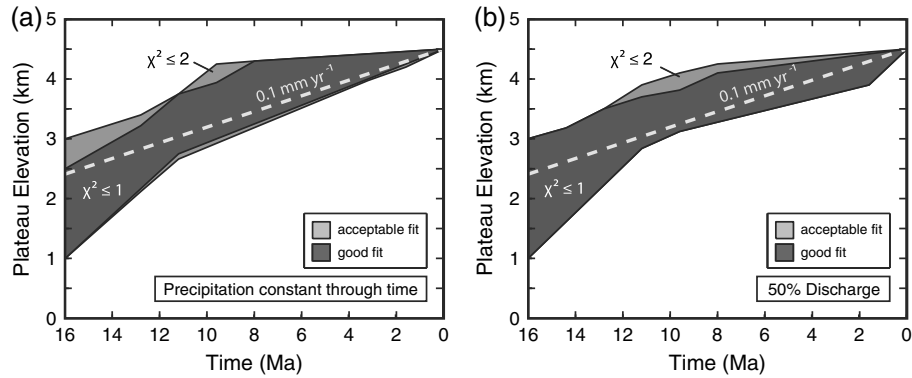 (a)
Plateau Elevation (km)
5
4
3
2
1
0
χ² ≤ 2
0.1 mm yr⁻¹
χ² ≤ 1
acceptable fit
good fit
Precipitation constant through time
16 14 12 10 8 6 4 2 0
Time (Ma)
(b)
Plateau Elevation (km)
5
4
3
2
1
0
χ² ≤ 2
0.1 mm yr⁻¹
χ² ≤ 1
acceptable fit
good fit
50% Discharge
16 14 12 10 8 6 4 2 0
Time (Ma)